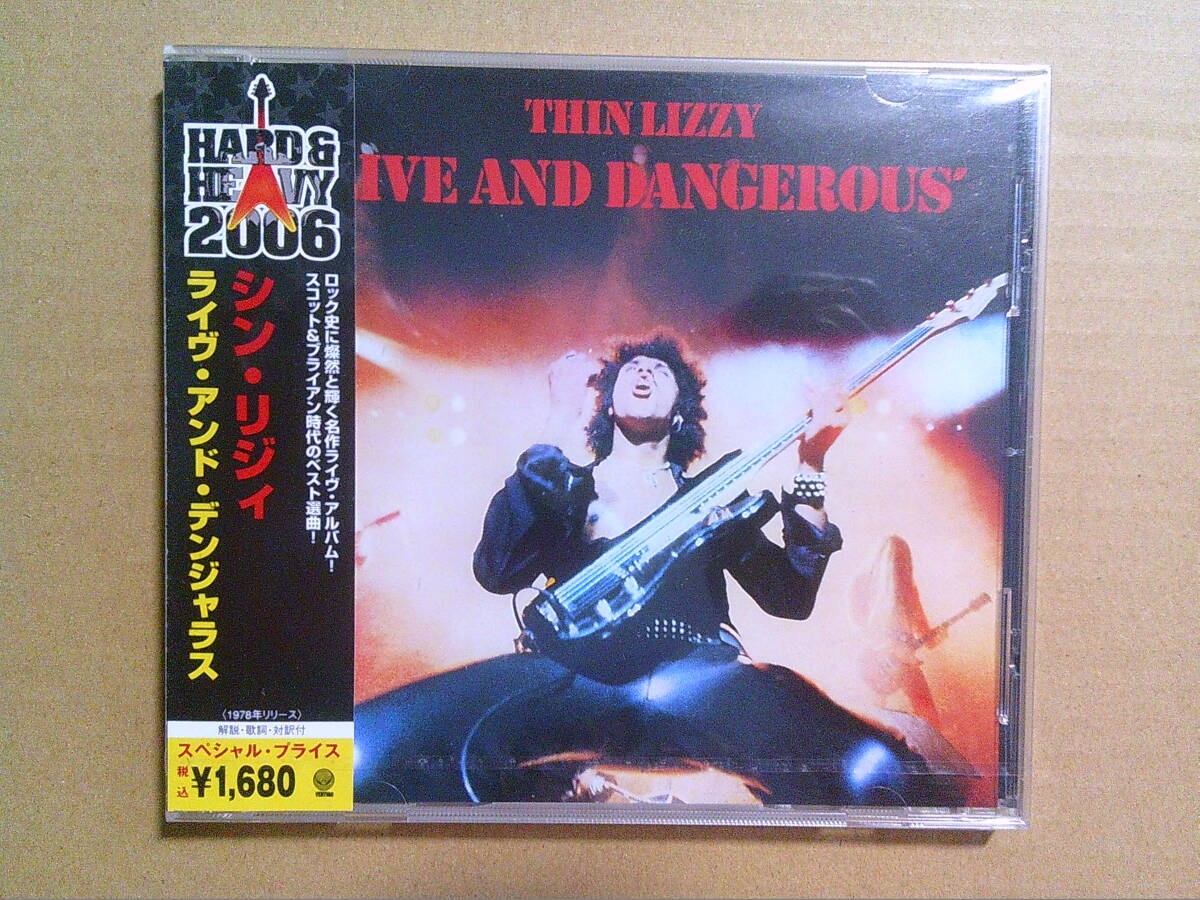 HARD &
HEAVY
2006
シン・リジィ
ライヴ・アンド・デンジャラス
ロック史に燦然と輝く名作ライヴ・アルバム!
スコット&ブライアン時代のベスト選曲!
〈1978年リリース〉
解説・歌詞・対訳付
スペシャル・プライス
税込 ¥1,680
VERTIGO
THIN LIZZY
IVE AND DANGEROUS"